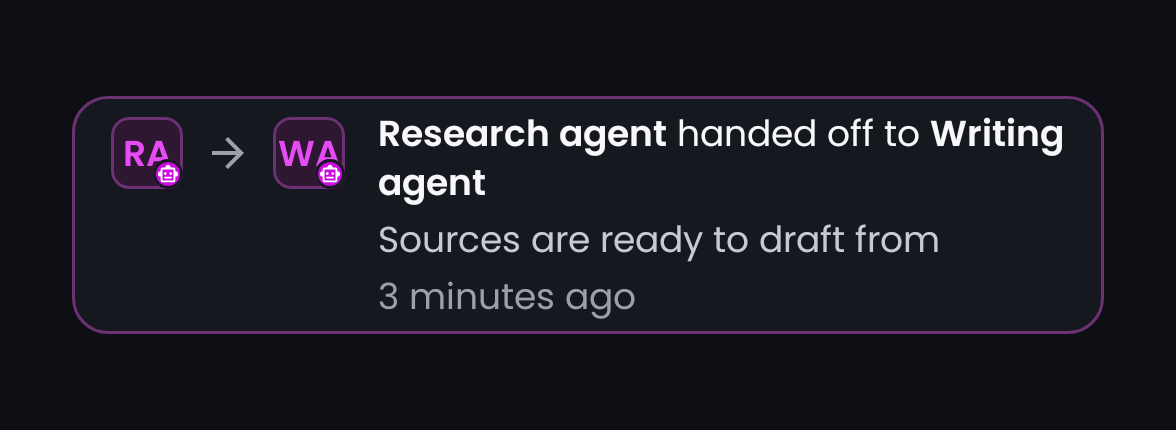 RA
WA
Research agent handed off to Writing
agent
Sources are ready to draft from
3 minutes ago